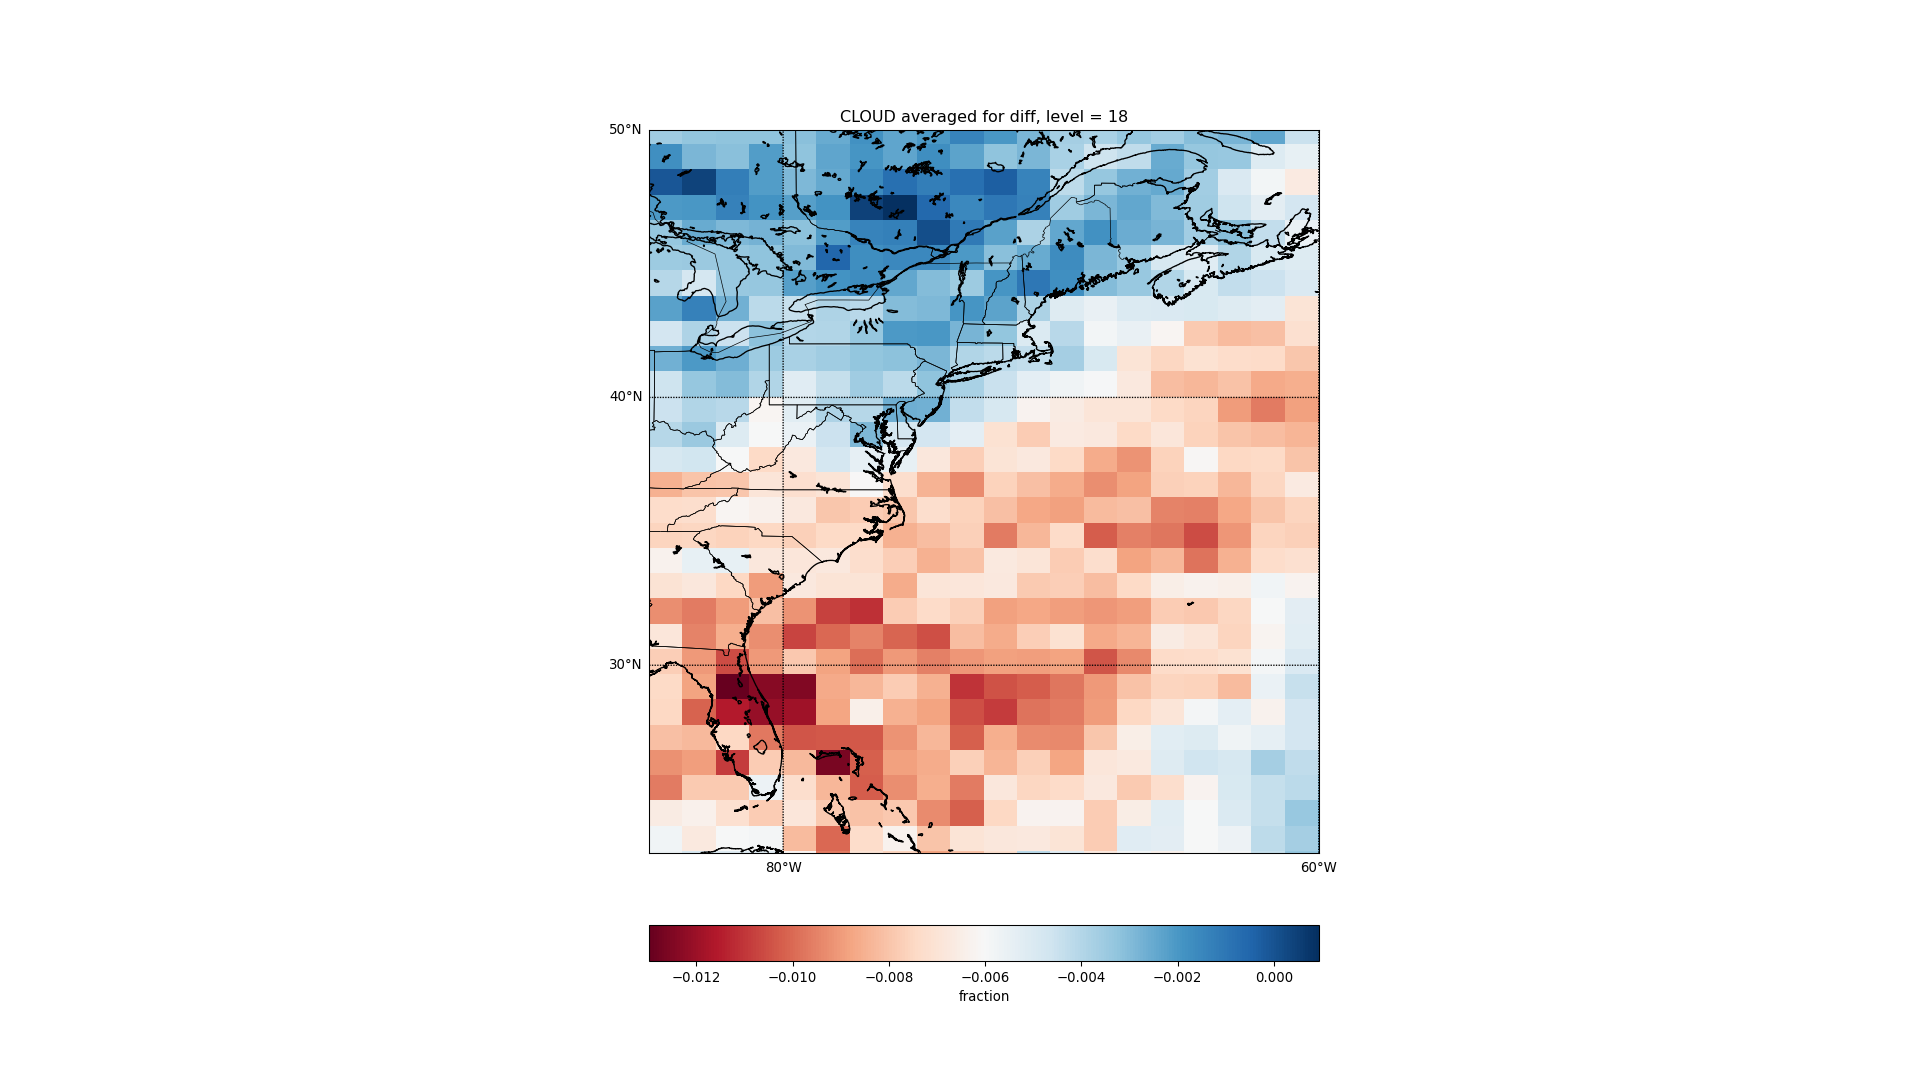 CLOUD averaged for diff, level = 18
50°N
40°N
30°N
80°W
60°W
−0.012
−0.010
−0.008
−0.006
−0.004
−0.002
0.000
fraction